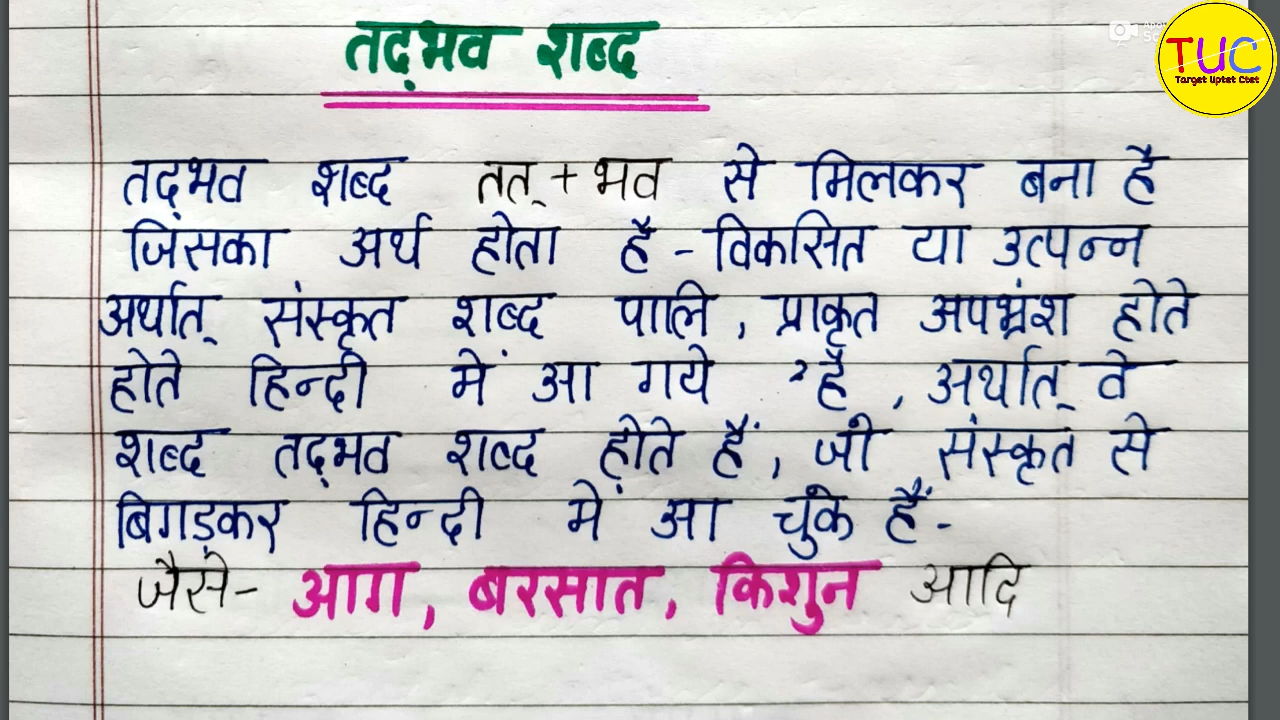 तद्भव शब्द
TUC
Target Uptet Ctet
तद्भव शब्द तत् + भव से मिलकर बना है
जिसका अर्थ होता है - विकसित या उत्पन्न
अर्थात् संस्कृत शब्द पालि, प्राकृत अपभ्रंश होते
होते हिन्दी में आ गये है, अर्थात् वे
शब्द तद्भव शब्द होते हैं, जो संस्कृत से
बिगड़कर हिन्दी मे आ चुके हैं-
जैसे- आग, बरसात, किशुन आदि